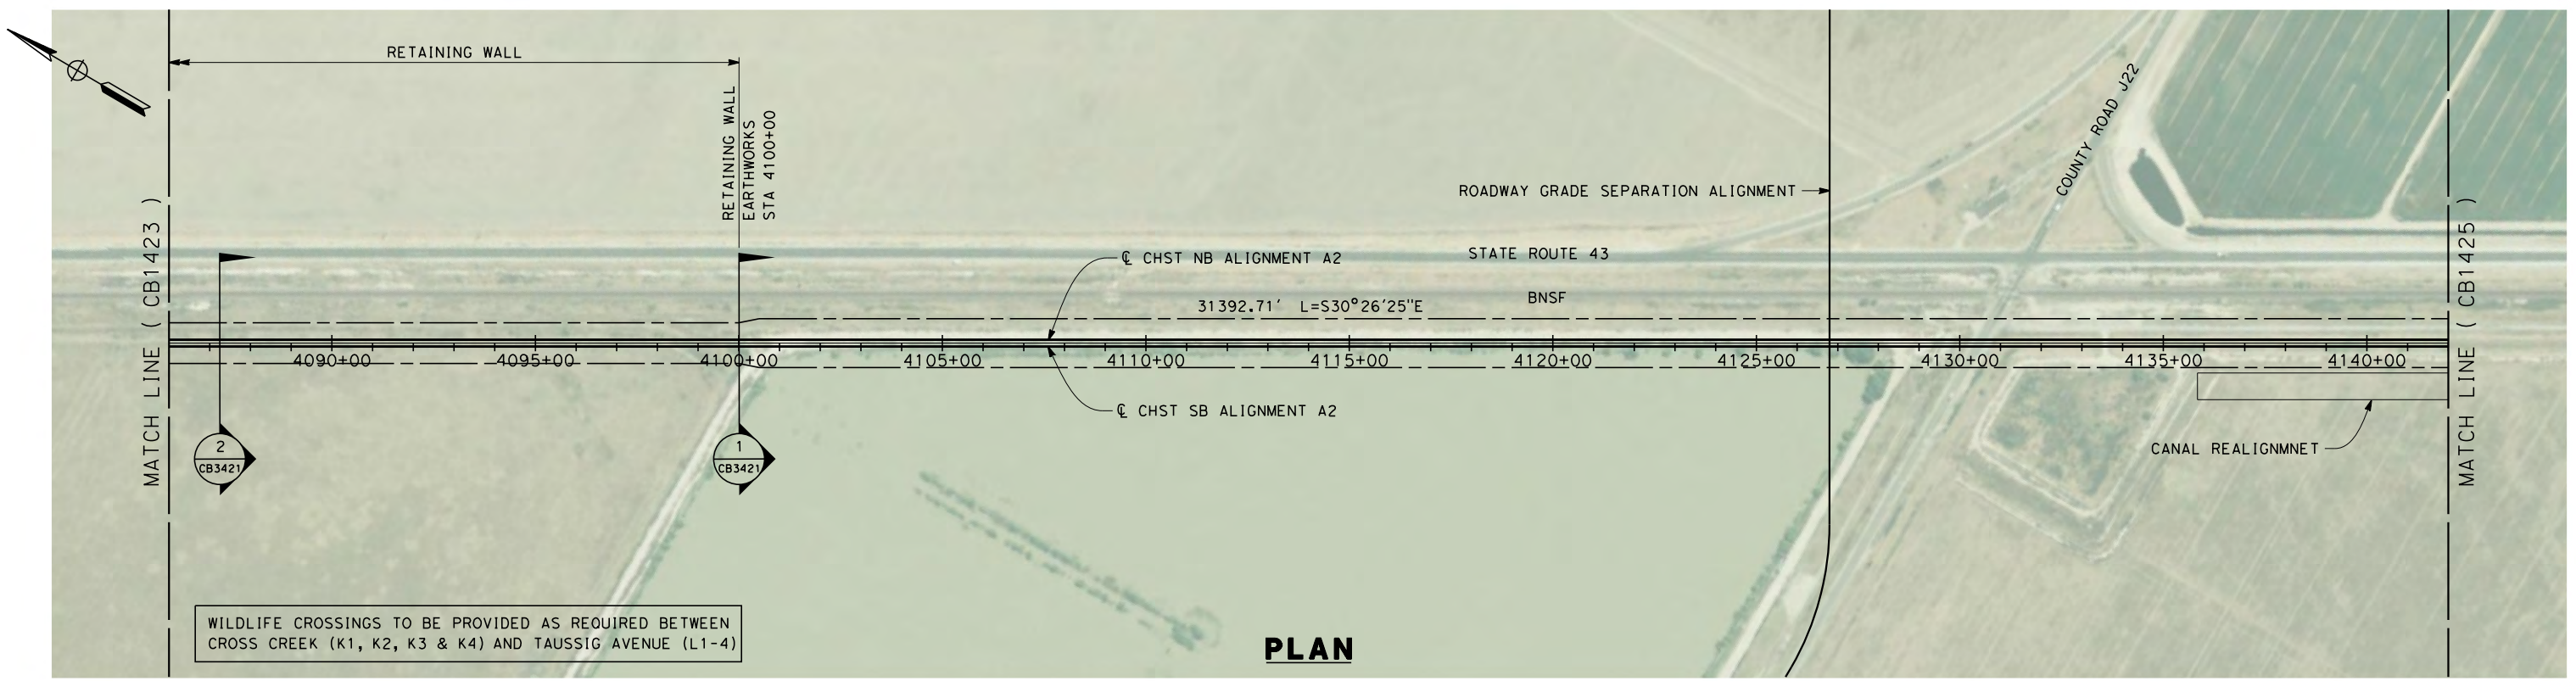 RETAINING WALL
RETAINING WALL
EARTHWORKS
STA 4100+00
MATCH LINE ( CB1423 )
ROADWAY GRADE SEPARATION ALIGNMENT
COUNTY ROAD J22
MATCH LINE ( CB1425 )
℄ CHST NB ALIGNMENT A2
STATE ROUTE 43
31392.71' L=S30°26'25"E
BNSF
4090+00
4095+00
4100+00
4105+00
4110+00
4115+00
4120+00
4125+00
4130+00
4135+00
4140+00
℄ CHST SB ALIGNMENT A2
2
CB3421
1
CB3421
CANAL REALIGNMNET
WILDLIFE CROSSINGS TO BE PROVIDED AS REQUIRED BETWEEN
CROSS CREEK (K1, K2, K3 & K4) AND TAUSSIG AVENUE (L1-4)
PLAN